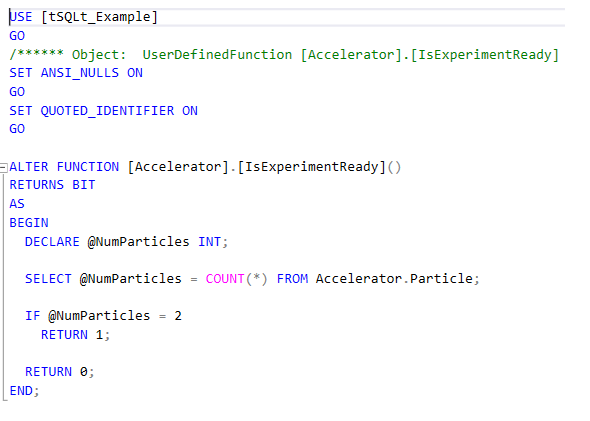 USE [tSQLt_Example]
GO
/****** Object:  UserDefinedFunction [Accelerator].[IsExperimentReady]
SET ANSI_NULLS ON
GO
SET QUOTED_IDENTIFIER ON
GO
ALTER FUNCTION [Accelerator].[IsExperimentReady]()
RETURNS BIT
AS
BEGIN
  DECLARE @NumParticles INT;
  SELECT @NumParticles = COUNT(*) FROM Accelerator.Particle;
  IF @NumParticles = 2
    RETURN 1;
  RETURN 0;
END;